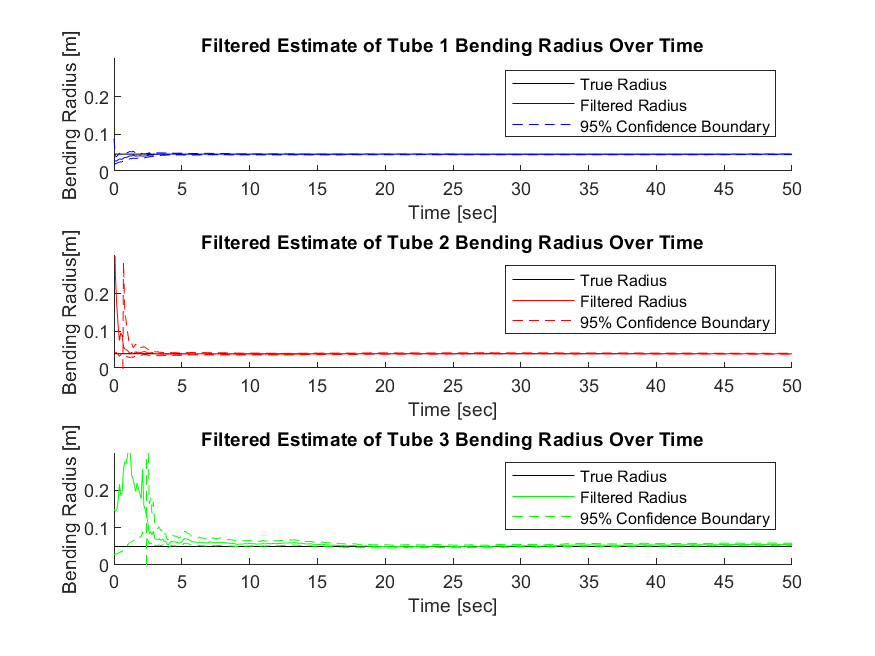 Filtered Estimate of Tube 1 Bending Radius Over Time
Bending Radius [m]
0.2
0.1
0
True Radius
Filtered Radius
95% Confidence Boundary
0 5 10 15 20 25 30 35 40 45 50
Time [sec]
Filtered Estimate of Tube 2 Bending Radius Over Time
Bending Radius[m]
0.2
0.1
0
True Radius
Filtered Radius
95% Confidence Boundary
0 5 10 15 20 25 30 35 40 45 50
Time [sec]
Filtered Estimate of Tube 3 Bending Radius Over Time
Bending Radius [m]
0.2
0.1
0
True Radius
Filtered Radius
95% Confidence Boundary
0 5 10 15 20 25 30 35 40 45 50
Time [sec]